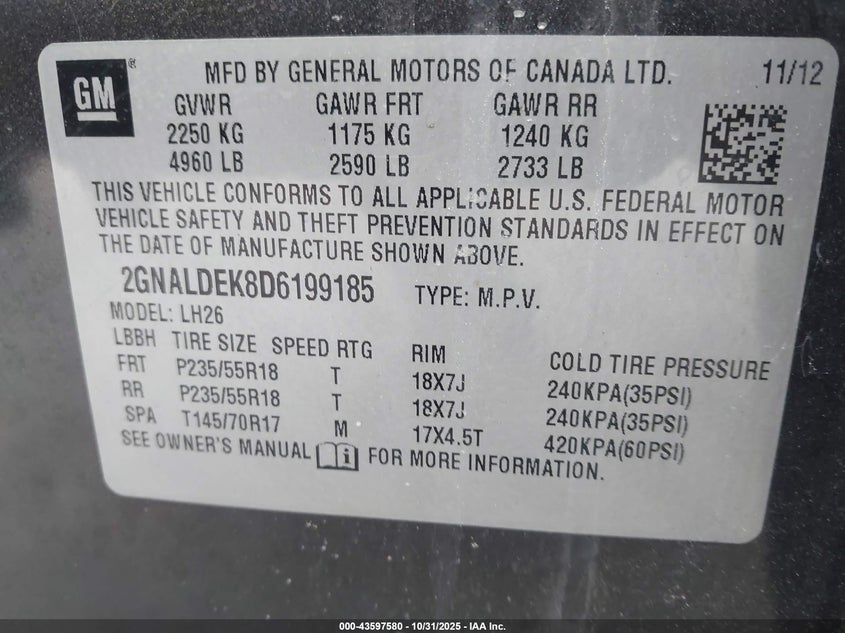 GM ® MFD BY GENERAL MOTORS OF CANADA LTD. 11/12
GVWR GAWR FRT GAWR RR
2250 KG 1175 KG 1240 KG
4960 LB 2590 LB 2733 LB
THIS VEHICLE CONFORMS TO ALL APPLICABLE U.S. FEDERAL MOTOR
VEHICLE SAFETY AND THEFT PREVENTION STANDARDS IN EFFECT ON
THE DATE OF MANUFACTURE SHOWN ABOVE.
2GNALDEK8D6199185 TYPE: M.P.V.
MODEL: LH26
LBBH TIRE SIZE SPEED RTG RIM COLD TIRE PRESSURE
FRT P235/55R18 T 18X7J 240KPA(35PSI)
RR P235/55R18 T 18X7J 240KPA(35PSI)
SPA T145/70R17 M 17X4.5T 420KPA(60PSI)
SEE OWNER'S MANUAL i FOR MORE INFORMATION.
000-43597580 - 10/31/2025 - IAA Inc.